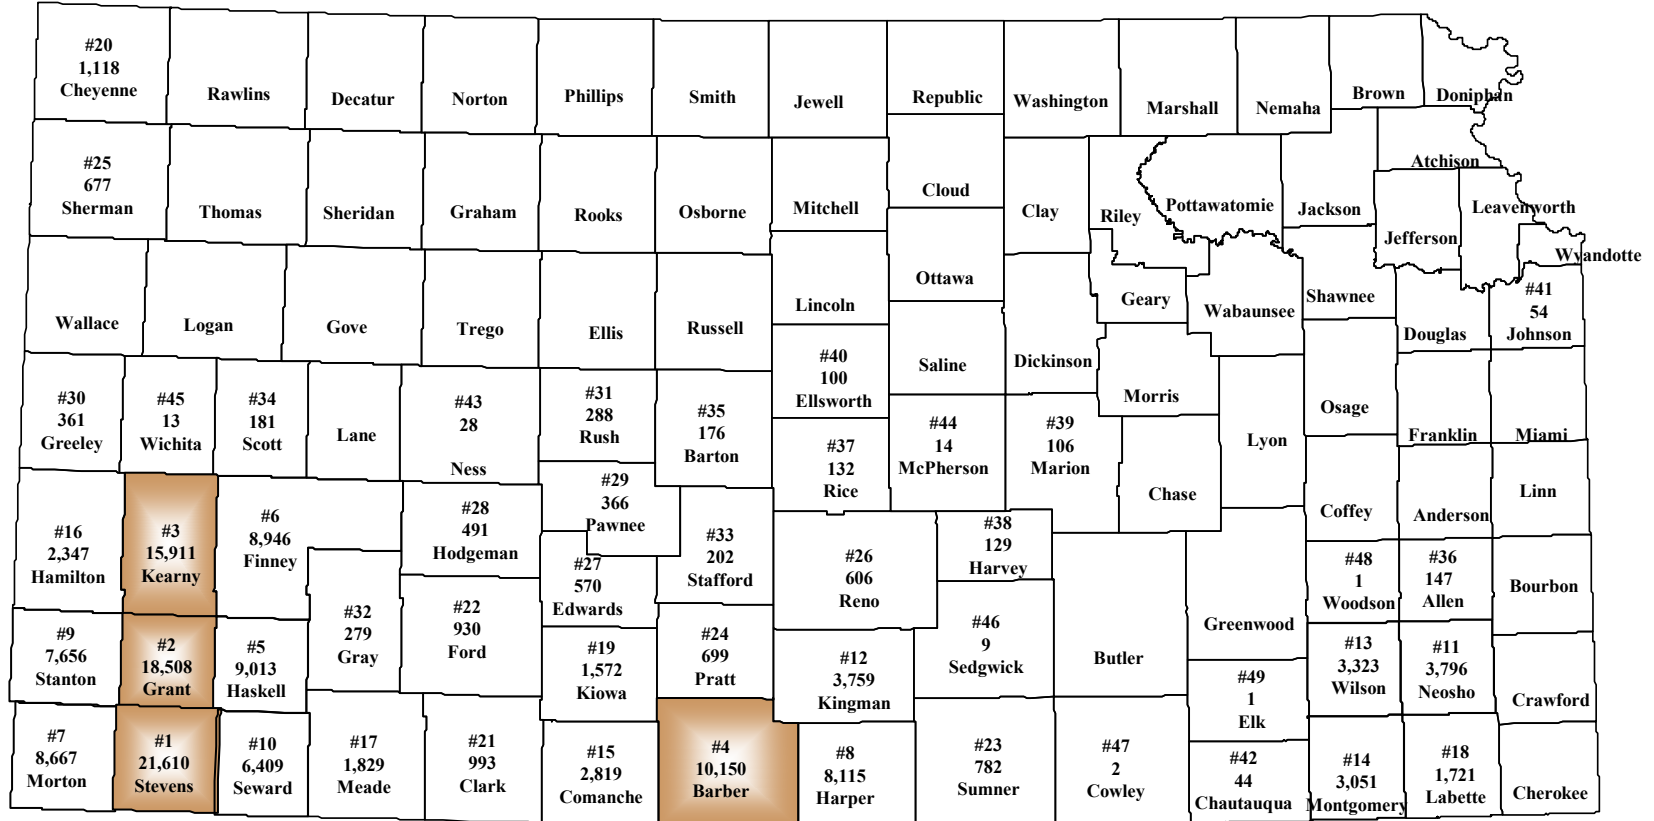 #20
1,118
Cheyenne
Rawlins
Decatur
Norton
Phillips
Smith
Jewell
Republic
Washington
Marshall
Nemaha
Brown
Doniphan
#25
677
Sherman
Thomas
Sheridan
Graham
Rooks
Osborne
Mitchell
Cloud
Clay
Riley
Pottawatomie
Jackson
Atchison
Jefferson
Leavenworth
Wyandotte
Wallace
Logan
Gove
Trego
Ellis
Russell
Lincoln
Ottawa
Saline
Dickinson
Geary
Wabaunsee
Shawnee
Douglas
#41
54
Johnson
#30
361
Greeley
#45
13
Wichita
#34
181
Scott
Lane
#43
28
Ness
#31
288
Rush
#35
176
Barton
#40
100
Ellsworth
#37
132
Rice
#44
14
McPherson
#39
106
Marion
Morris
Chase
Lyon
Osage
Franklin
Miami
#16
2,347
Hamilton
#3
15,911
Kearny
#6
8,946
Finney
#28
491
Hodgeman
#29
366
Pawnee
#27
570
Edwards
#33
202
Stafford
#26
606
Reno
#38
129
Harvey
Coffey
Anderson
Linn
#9
7,656
Stanton
#2
18,508
Grant
#5
9,013
Haskell
#32
279
Gray
#22
930
Ford
#19
1,572
Kiowa
#24
699
Pratt
#12
3,759
Kingman
#46
9
Sedgwick
Butler
Greenwood
#48
1
Woodson
#36
147
Allen
Bourbon
#49
1
Elk
#13
3,323
Wilson
#11
3,796
Neosho
Crawford
#7
8,667
Morton
#1
21,610
Stevens
#10
6,409
Seward
#17
1,829
Meade
#21
993
Clark
#15
2,819
Comanche
#4
10,150
Barber
#8
8,115
Harper
#23
782
Sumner
#47
2
Cowley
#42
44
Chautauqua
#14
3,051
Montgomery
#18
1,721
Labette
Cherokee